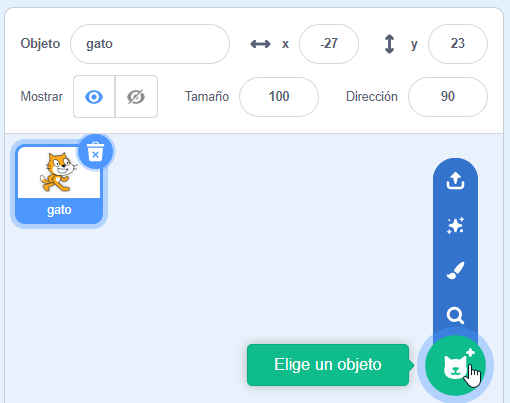 Objeto gato x -27 y 23
Mostrar Tamaño 100 Dirección 90
gato
Elige un objeto